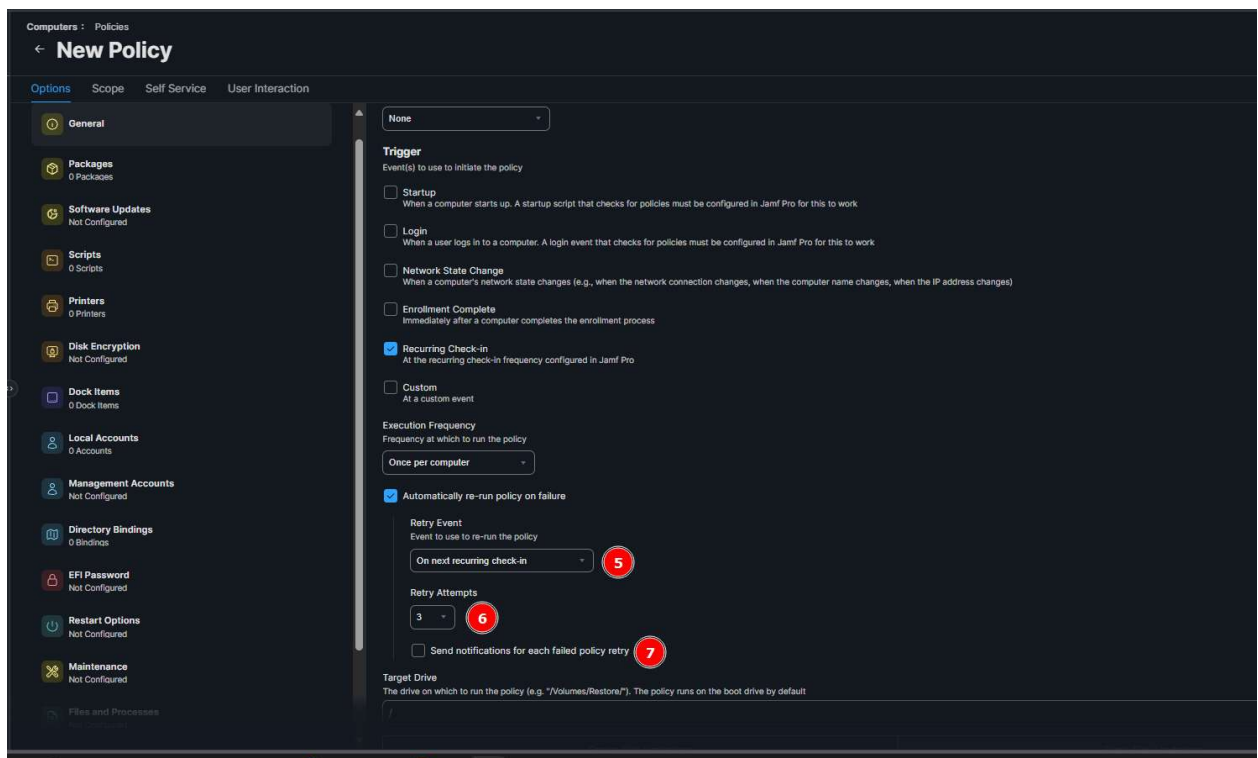 Computers : Policies
← New Policy
Options Scope Self Service User Interaction
General
Packages
0 Packages
Software Updates
Not Configured
Scripts
0 Scripts
Printers
0 Printers
Disk Encryption
Not Configured
Dock Items
0 Dock Items
Local Accounts
0 Accounts
Management Accounts
Not Configured
Directory Bindings
0 Bindings
EFI Password
Not Configured
Restart Options
Not Configured
Maintenance
Not Configured
Files and Processes
None
Trigger
Event(s) to use to initiate the policy
Startup
When a computer starts up. A startup script that checks for policies must be configured in Jamf Pro for this to work
Login
When a user logs in to a computer. A login event that checks for policies must be configured in Jamf Pro for this to work
Network State Change
When a computer's network state changes (e.g., when the network connection changes, when the computer name changes, when the IP address changes)
Enrollment Complete
Immediately after a computer completes the enrollment process
Recurring Check-in
At the recurring check-in frequency configured in Jamf Pro
Custom
At a custom event
Execution Frequency
Frequency at which to run the policy
Once per computer
Automatically re-run policy on failure
Retry Event
Event to use to re-run the policy
On next recurring check-in 5
Retry Attempts
3 6
Send notifications for each failed policy retry 7
Target Drive
The drive on which to run the policy (e.g. "/Volumes/Restore/"). The policy runs on the boot drive by default
/